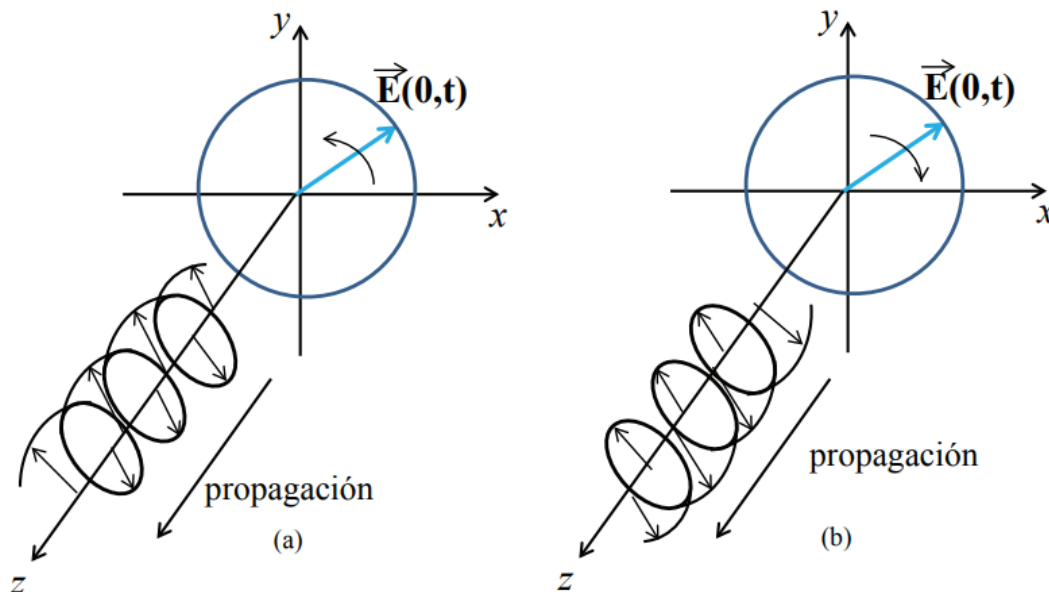 y
E(0,t)
x
propagación
z
(a)
y
E(0,t)
x
propagación
z
(b)